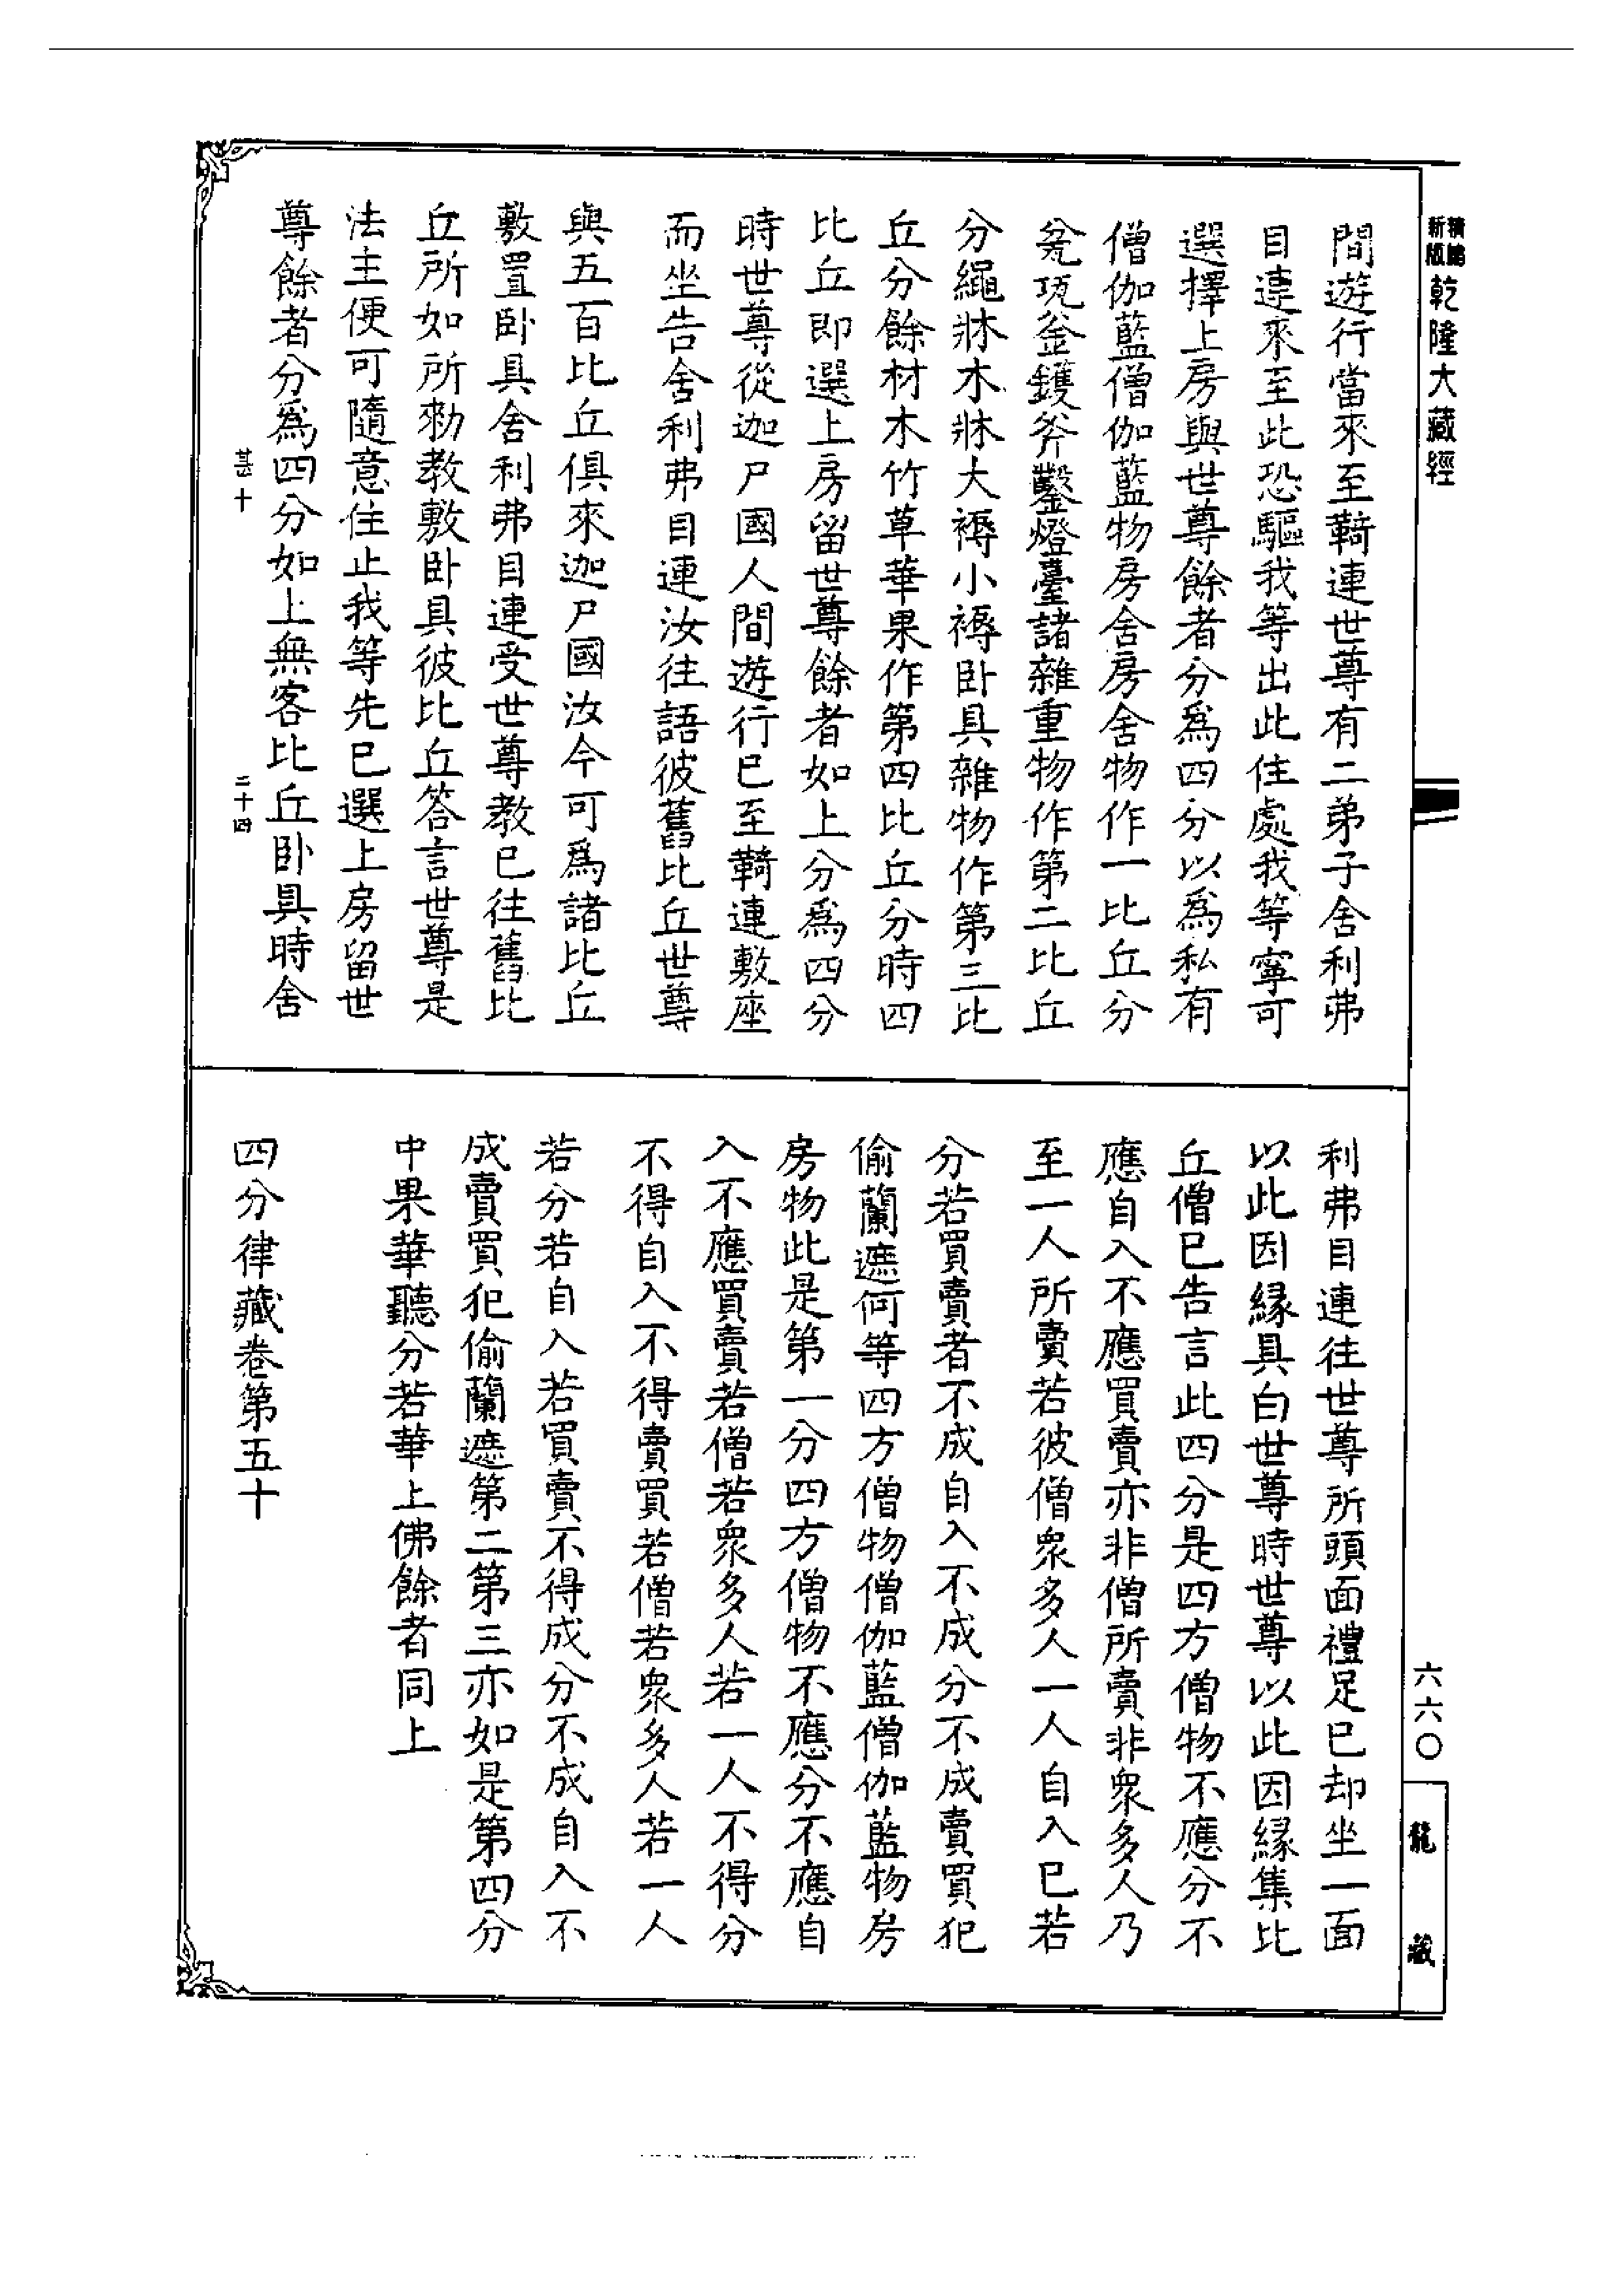 新版精縮
乾隆大藏經
間遊行當來至鞞連世尊有二弟子舍利弗
目連來至此恐驅我等出此住處我等寧可
選擇上房與世尊餘者分爲四分以爲私有
僧伽藍僧伽藍物房舍房舍物作一比丘分
瓮瓨釜鑊斧鑿燈臺諸雜重物作第二比丘
分繩牀木牀大褥小褥卧具雜物作第三比
丘分餘材木竹草華果作第四比丘分時四
比丘即選上房留世尊餘者如上分爲四分
時世尊從迦尸國人間遊行已至鞞連敷座
而坐告舍利弗目連汝往語彼舊比丘世尊
與五百比丘俱來迦尸國汝今可爲諸比丘
敷置卧具舍利弗目連受世尊教已往舊比
丘所如所勑教敷卧具彼比丘答言世尊是
法主便可隨意住止我等先已選上房留世
尊餘者分爲四分如上無客比丘卧具時舍
甚十
二十四
利弗目連往世尊所頭面禮足已却坐一面
以此因緣具白世尊時世尊以此因緣集比
丘僧已告言此四分是四方僧物不應分不
應自入不應買賣亦非僧所賣非衆多人乃
至一人所賣若彼僧衆多人一人自入已若
分若買賣者不成自入不成分不成賣買犯
偷蘭遮何等四方僧物僧伽藍僧伽藍物房
房物此是第一分四方僧物不應分不應自
入不應買賣若僧若衆多人若一人不得分
不得自入不得賣買若僧若衆多人若一人
若分若自入若買賣不得成分不成自入不
成賣買犯偷蘭遮第二第三亦如是第四分
中果華聽分若華上佛餘者同上
四分律藏卷第五十
六六〇
龍藏